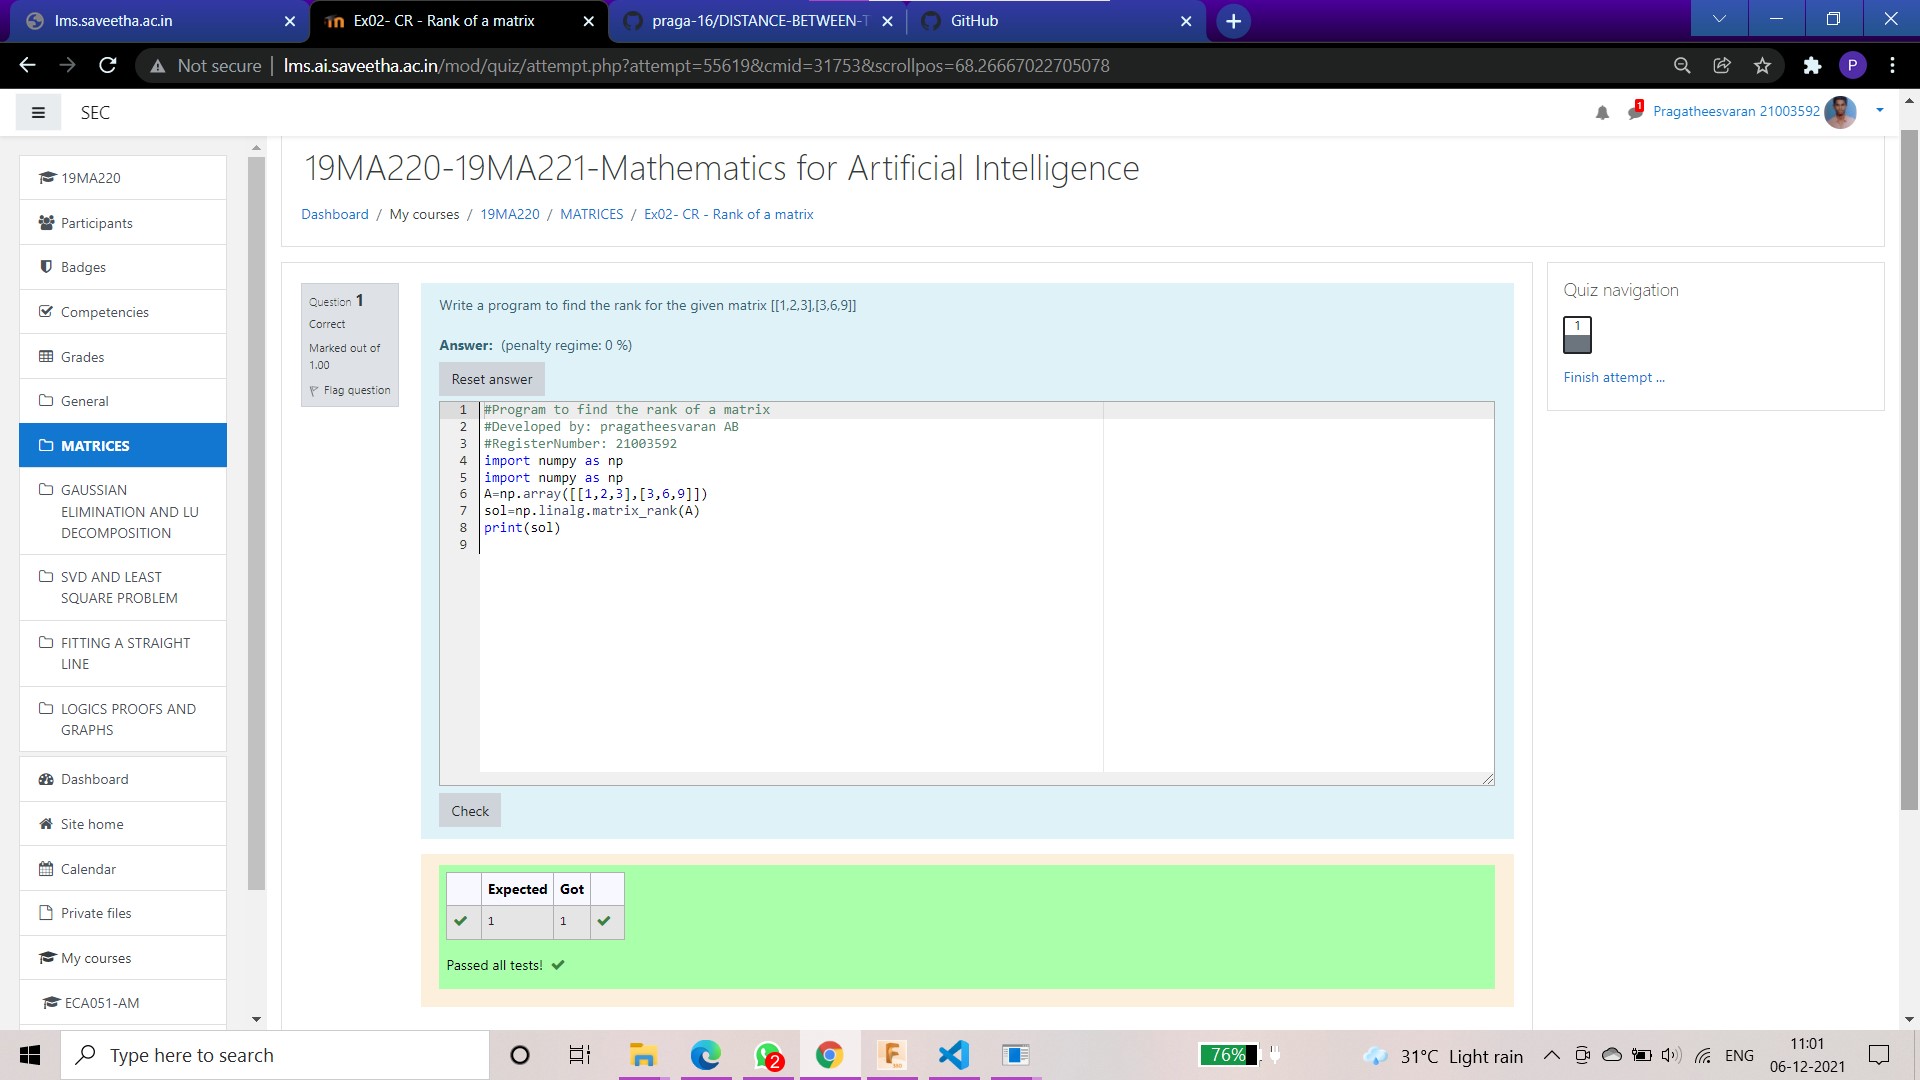 lms.saveetha.ac.in
Ex02- CR - Rank of a matrix
praga-16/DISTANCE-BETWEEN-T
GitHub
Not secure
lms.ai.saveetha.ac.in/mod/quiz/attempt.php?attempt=55619&cmid=31753&scrollpos=68.26667022705078
P
SEC
1
Pragatheesvaran 21003592
19MA220
Participants
Badges
Competencies
Grades
General
MATRICES
GAUSSIAN
ELIMINATION AND LU
DECOMPOSITION
SVD AND LEAST
SQUARE PROBLEM
FITTING A STRAIGHT
LINE
LOGICS PROOFS AND
GRAPHS
Dashboard
Site home
Calendar
Private files
My courses
ECA051-AM
19MA220-19MA221-Mathematics for Artificial Intelligence
Dashboard / My courses / 19MA220 / MATRICES / Ex02- CR - Rank of a matrix
Question 1
Correct
Marked out of
1.00
Flag question
Write a program to find the rank for the given matrix [[1,2,3],[3,6,9]]
Answer: (penalty regime: 0 %)
Reset answer
1 #Program to find the rank of a matrix
2 #Developed by: pragatheesvaran AB
3 #RegisterNumber: 21003592
4 import numpy as np
5 import numpy as np
6 A=np.array([[1,2,3],[3,6,9]])
7 sol=np.linalg.matrix_rank(A)
8 print(sol)
9
Check
Expected Got
1 1
Passed all tests!
Quiz navigation
1
Finish attempt ...
Type here to search
2
76%
31°C Light rain
ENG
11:01
06-12-2021